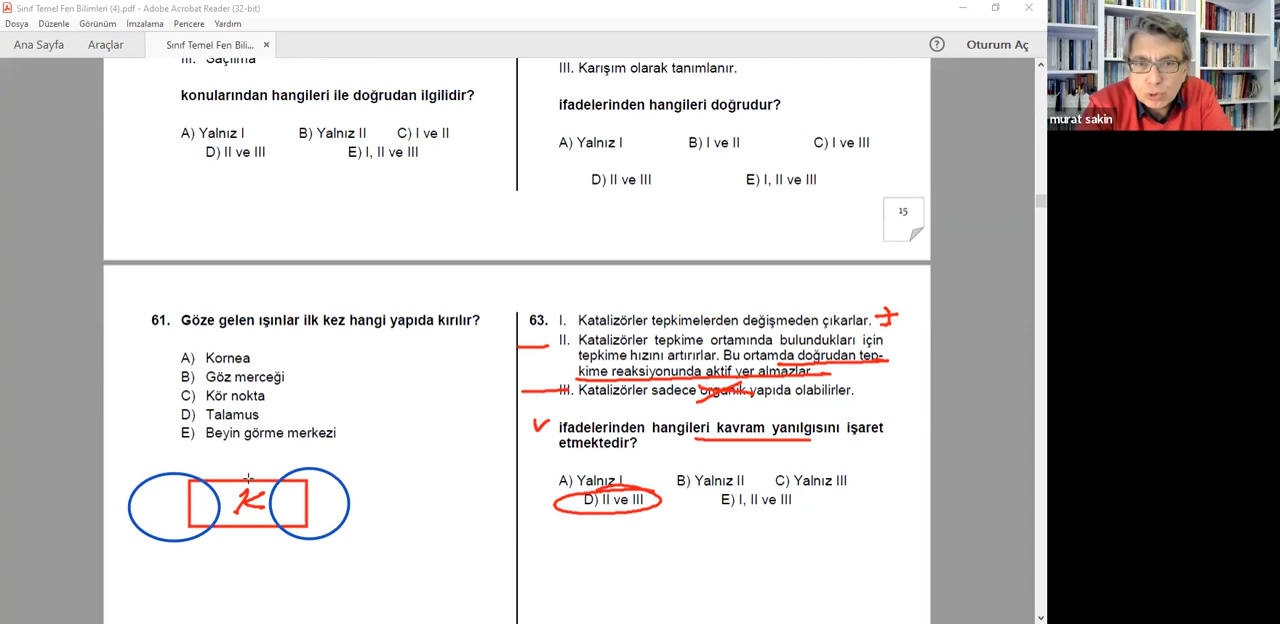 Sınıf Temel Fen Bilimleri (4).pdf - Adobe Acrobat Reader (32-bit)
Dosya Düzenle Görünüm İmzalama Pencere Yardım
Ana Sayfa Araçlar Sınıf Temel Fen Bili... × ? Oturum Aç
III. Saçılma
konularından hangileri ile doğrudan ilgilidir?
A) Yalnız I B) Yalnız II C) I ve II
D) II ve III E) I, II ve III
III. Karışım olarak tanımlanır.
ifadelerinden hangileri doğrudur?
A) Yalnız I B) I ve II C) I ve III
D) II ve III E) I, II ve III
15
61. Göze gelen ışınlar ilk kez hangi yapıda kırılır?
A) Kornea
B) Göz merceği
C) Kör nokta
D) Talamus
E) Beyin görme merkezi
K
63. I. Katalizörler tepkimelerden değişmeden çıkarlar. +
II. Katalizörler tepkime ortamında bulundukları için
tepkime hızını artırırlar. Bu ortamda doğrudan tep-
kime reaksiyonunda aktif yer almazlar.
III. Katalizörler sadece organik yapıda olabilirler.
ifadelerinden hangileri kavram yanılgısını işaret
etmektedir?
A) Yalnız I B) Yalnız II C) Yalnız III
D) II ve III E) I, II ve III
murat sakin